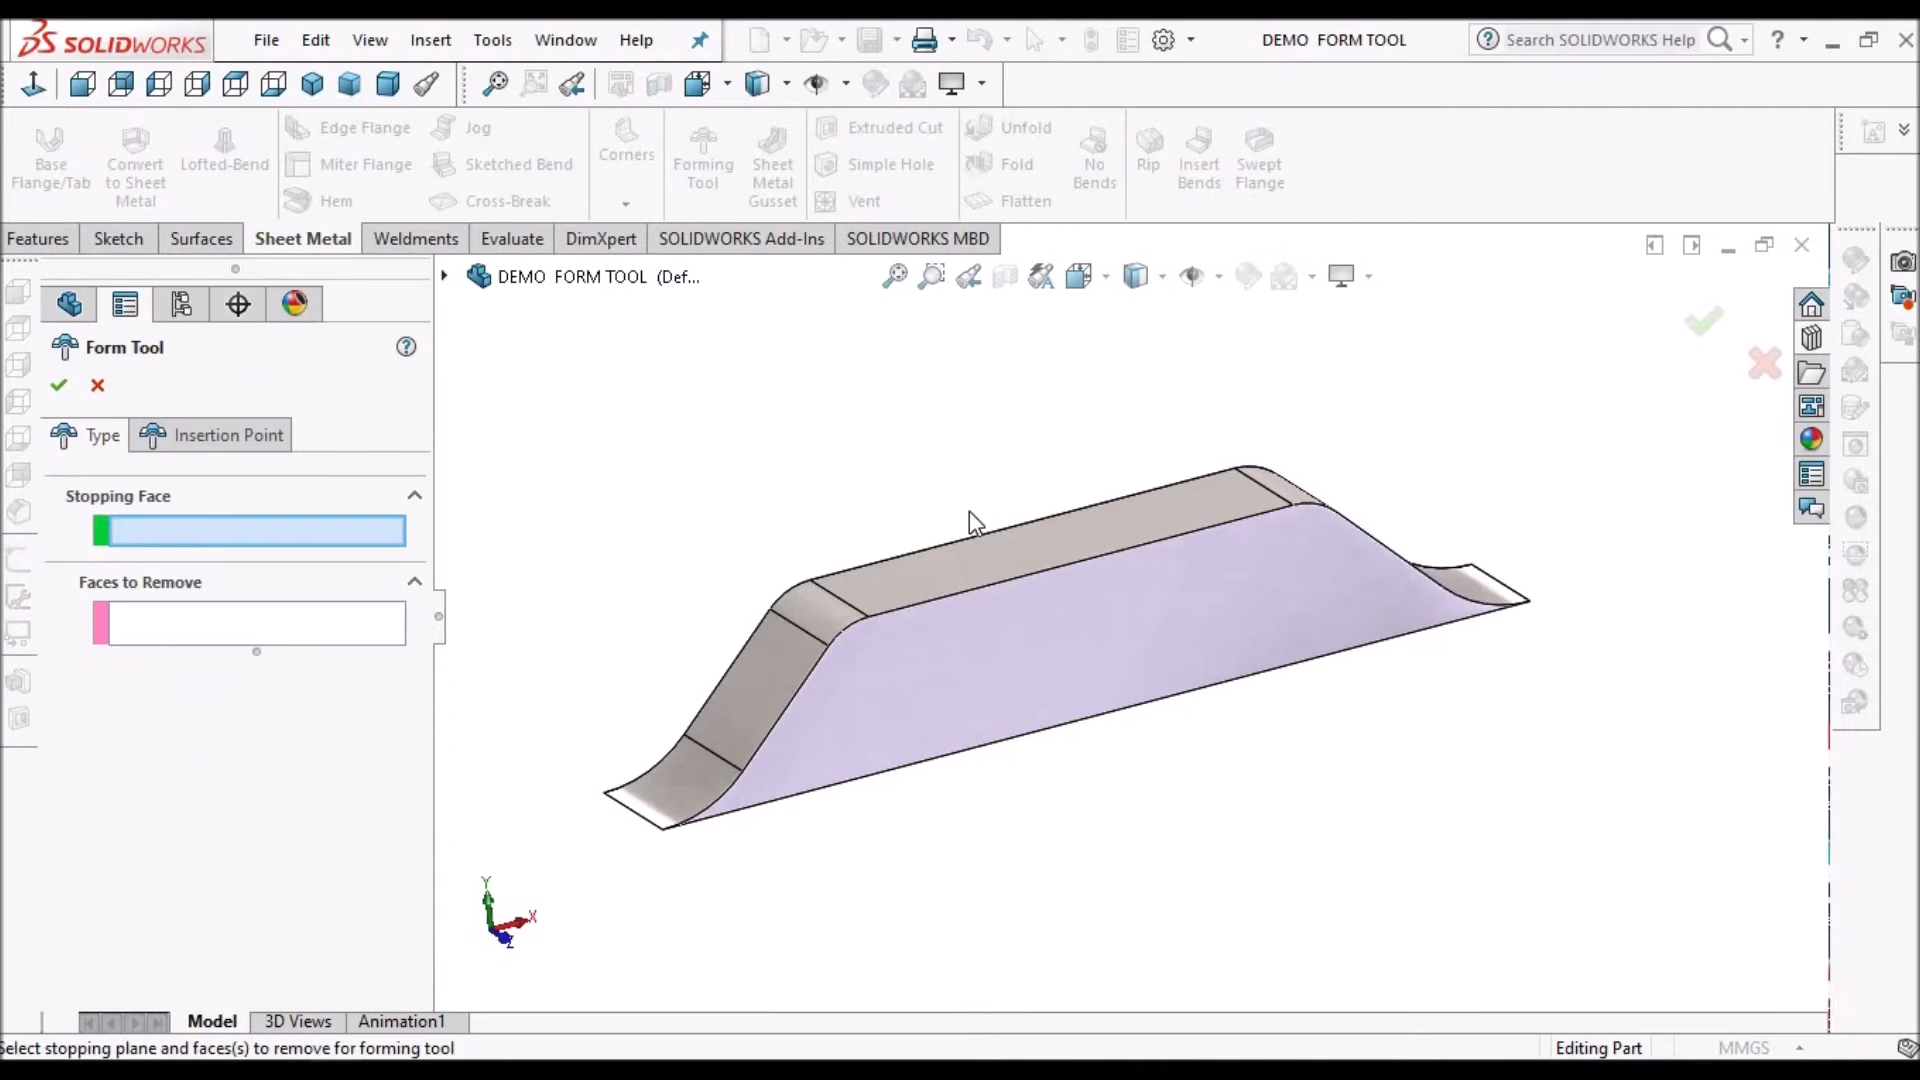 SOLIDWORKS File Edit View Insert Tools Window Help DEMO FORM TOOL Search SOLIDWORKS Help ?
Base Flange/Tab
Convert to Sheet Metal
Lofted-Bend
Edge Flange
Miter Flange
Hem
Jog
Sketched Bend
Cross-Break
Corners
Forming Tool
Sheet Metal Gusset
Extruded Cut
Simple Hole
Vent
Unfold
Fold
Flatten
No Bends
Rip
Insert Bends
Swept Flange
Features Sketch Surfaces Sheet Metal Weldments Evaluate DimXpert SOLIDWORKS Add-Ins SOLIDWORKS MBD
DEMO FORM TOOL (Def...
Form Tool
Type Insertion Point
Stopping Face
Faces to Remove
Y
X
Z
Model 3D Views Animation1
Select stopping plane and faces(s) to remove for forming tool Editing Part MMGS